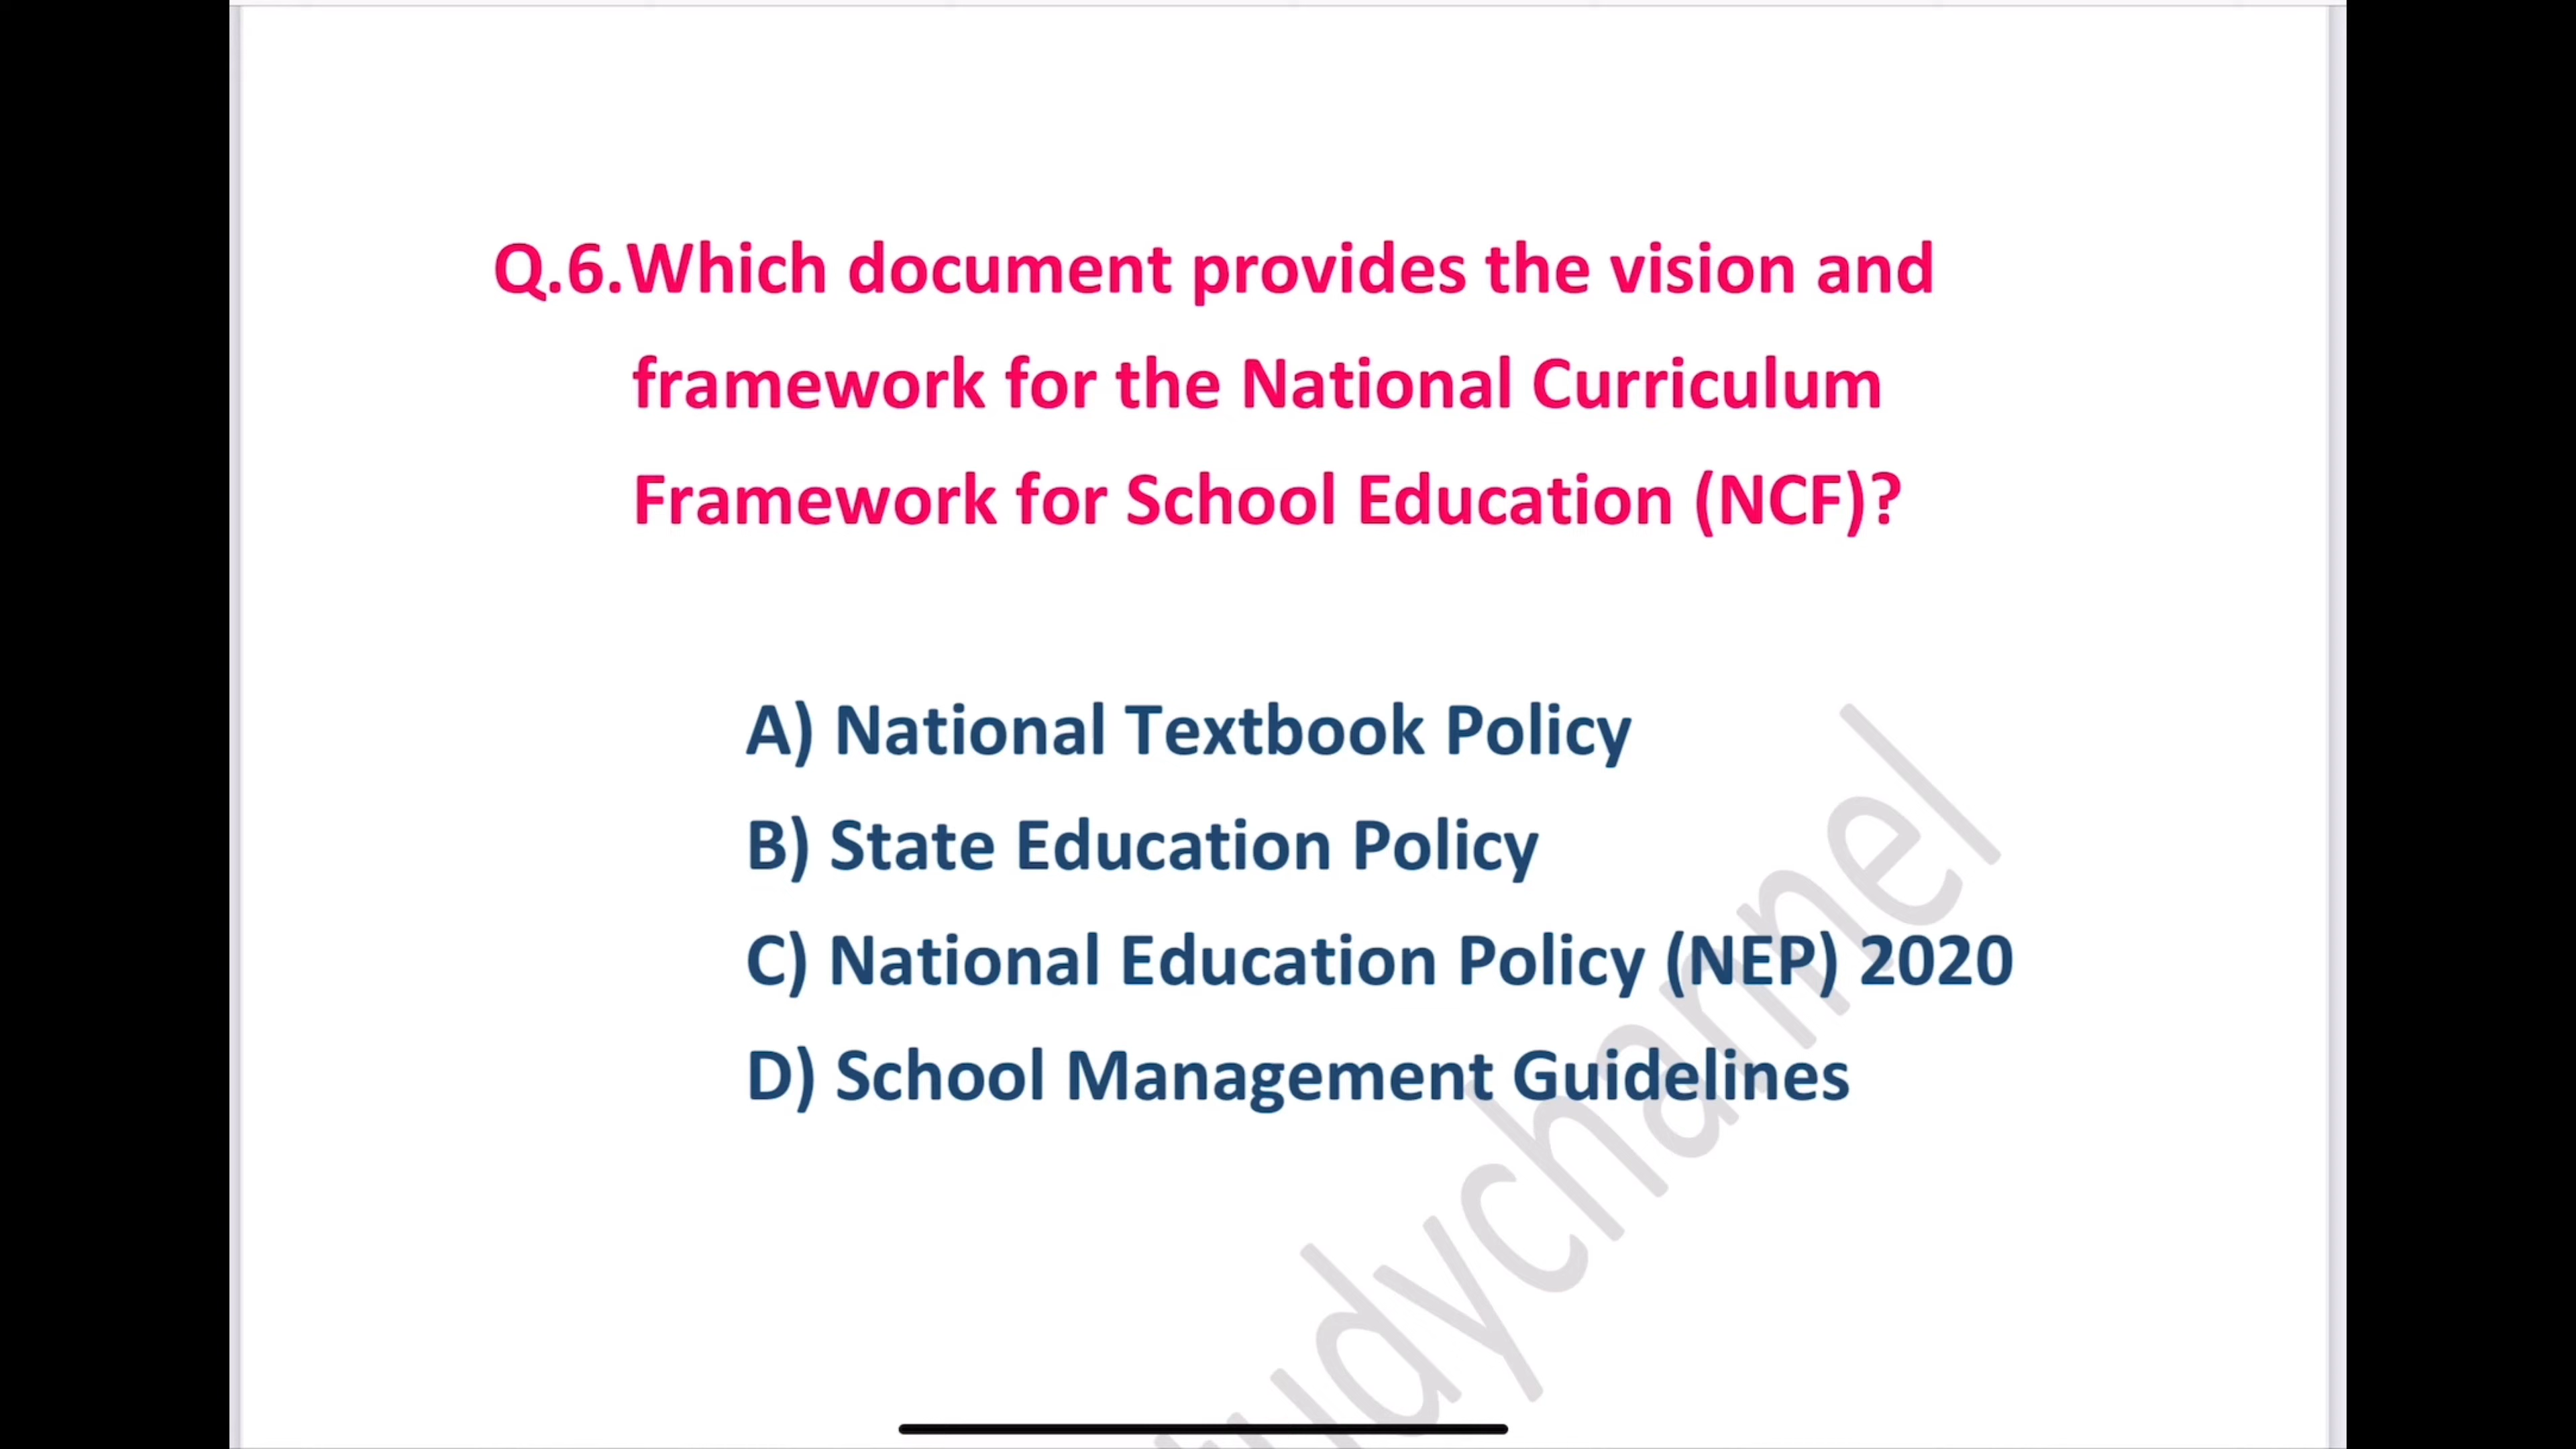 Q.6.Which document provides the vision and
framework for the National Curriculum
Framework for School Education (NCF)?
A) National Textbook Policy
B) State Education Policy
C) National Education Policy (NEP) 2020
D) School Management Guidelines